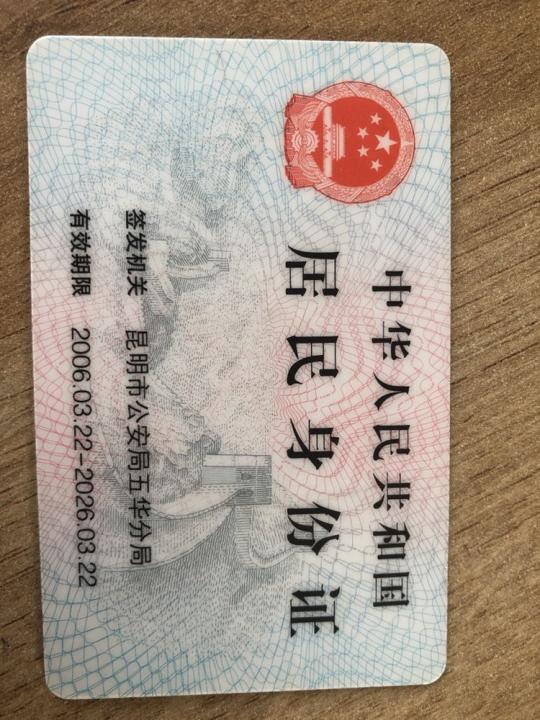 中华人民共和国
居民身份证
签发机关 昆明市公安局五华分局
有效期限 2006.03.22-2026.03.22